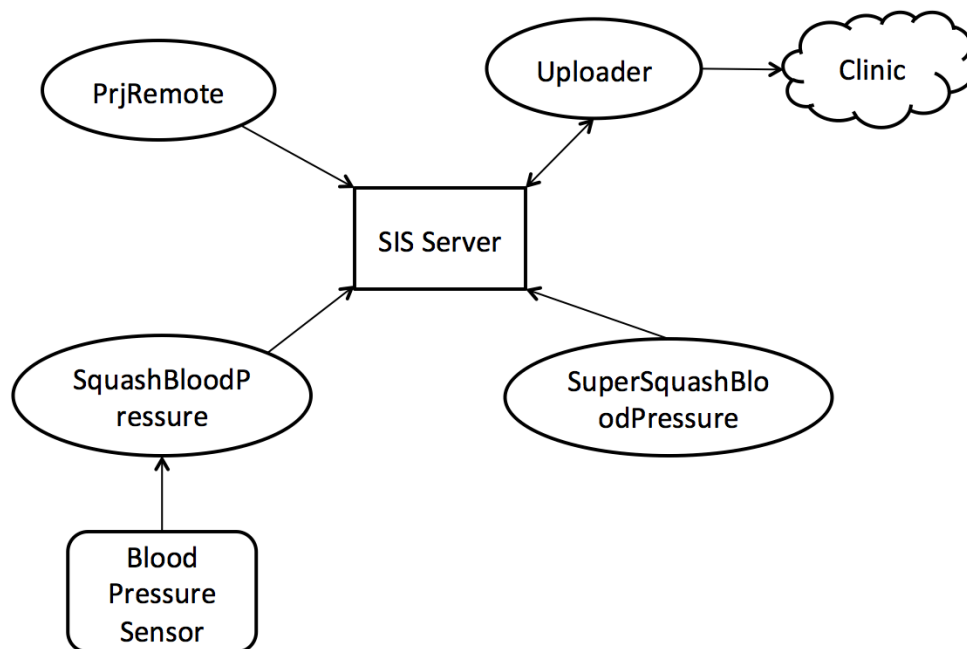 PrjRemote
Uploader
Clinic
SIS Server
SquashBloodP
ressure
SuperSquashBlo
odPressure
Blood
Pressure
Sensor